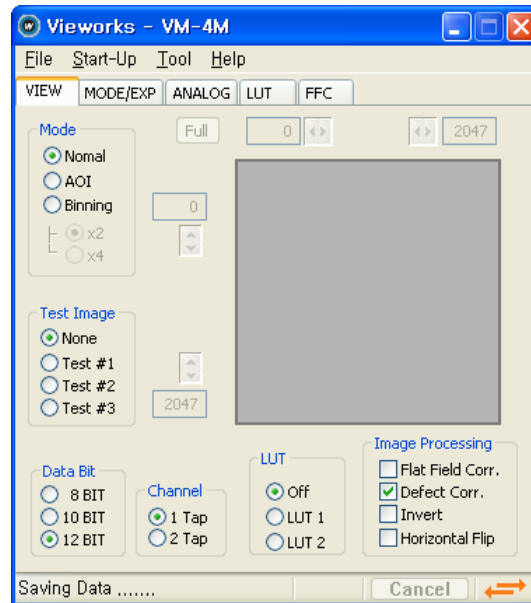 Vieworks - VM-4M
File Start-Up Tool Help
VIEW MODE/EXP ANALOG LUT FFC
Mode
Nomal
AOI
Binning
x2
x4
Full
0
2047
0
Test Image
None
Test #1
Test #2
Test #3
2047
Data Bit
8 BIT
10 BIT
12 BIT
Channel
1 Tap
2 Tap
LUT
Off
LUT 1
LUT 2
Image Processing
Flat Field Corr.
Defect Corr.
Invert
Horizontal Flip
Saving Data ....... Cancel